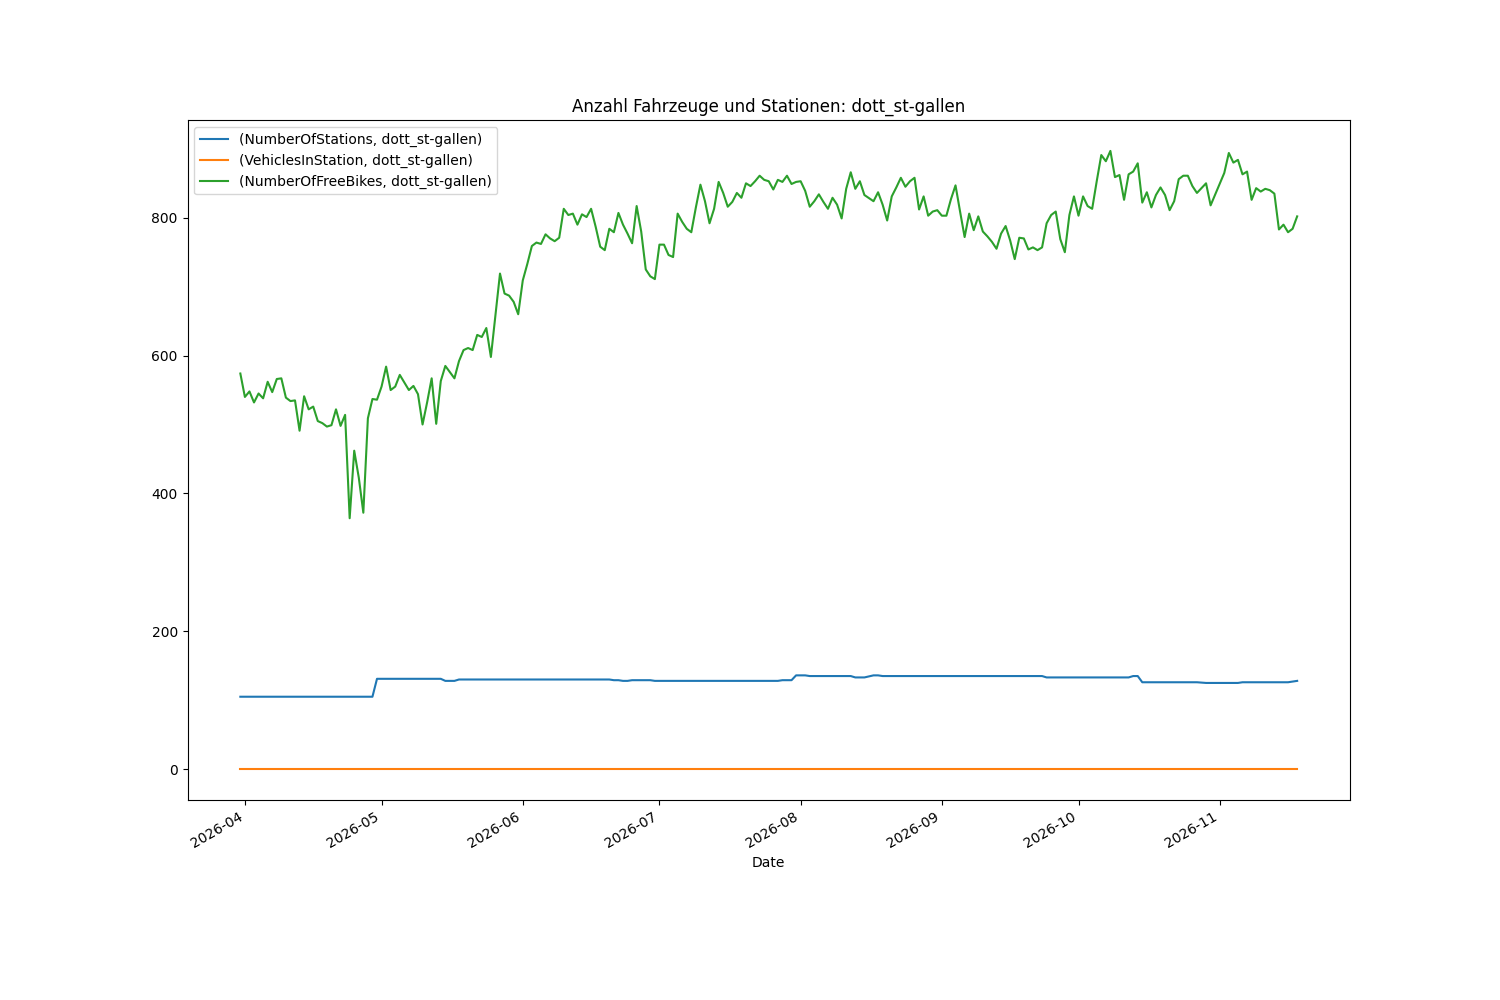 Anzahl Fahrzeuge und Stationen: dott_st-gallen
(NumberOfStations, dott_st-gallen)
(VehiclesInStation, dott_st-gallen)
(NumberOfFreeBikes, dott_st-gallen)
800
600
400
200
0
2026-04
2026-05
2026-06
2026-07
2026-08
2026-09
2026-10
2026-11
Date